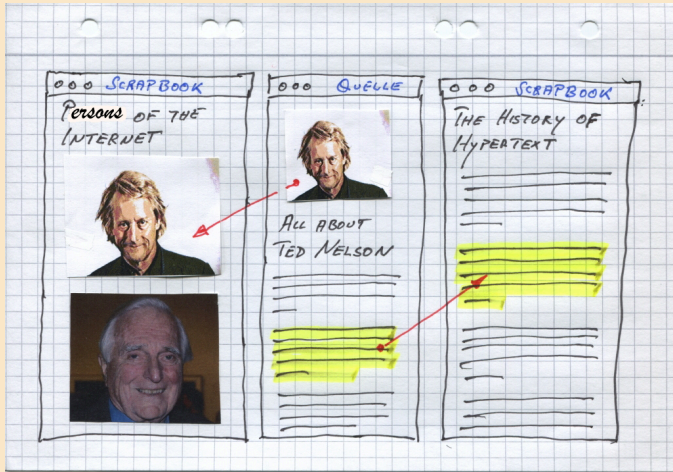 SCRAPBOOK
Persons OF THE
INTERNET
QUELLE
ALL ABOUT
TED NELSON
SCRAPBOOK
THE HISTORY OF
HYPERTEXT